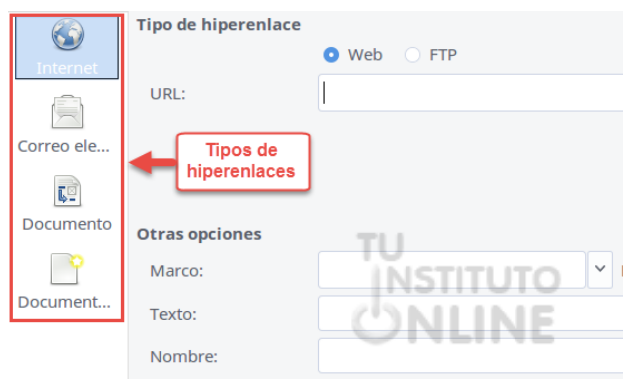 Internet
Correo ele...
Documento
Document...
Tipos de
hiperenlaces
Tipo de hiperenlace
Web
FTP
URL:
Otras opciones
Marco:
Texto:
Nombre:
TU
INSTITUTO
ONLINE